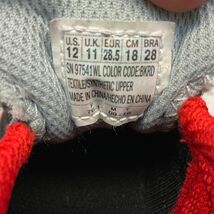 U.S. U.K. EUR CM BRA
12 11 28.5 18 28
SN 97541WL COLOR CODE:BKRD
TEXTILE/SYNTHETIC UPPER
MADE IN CHINA/HECHO EN CHINA